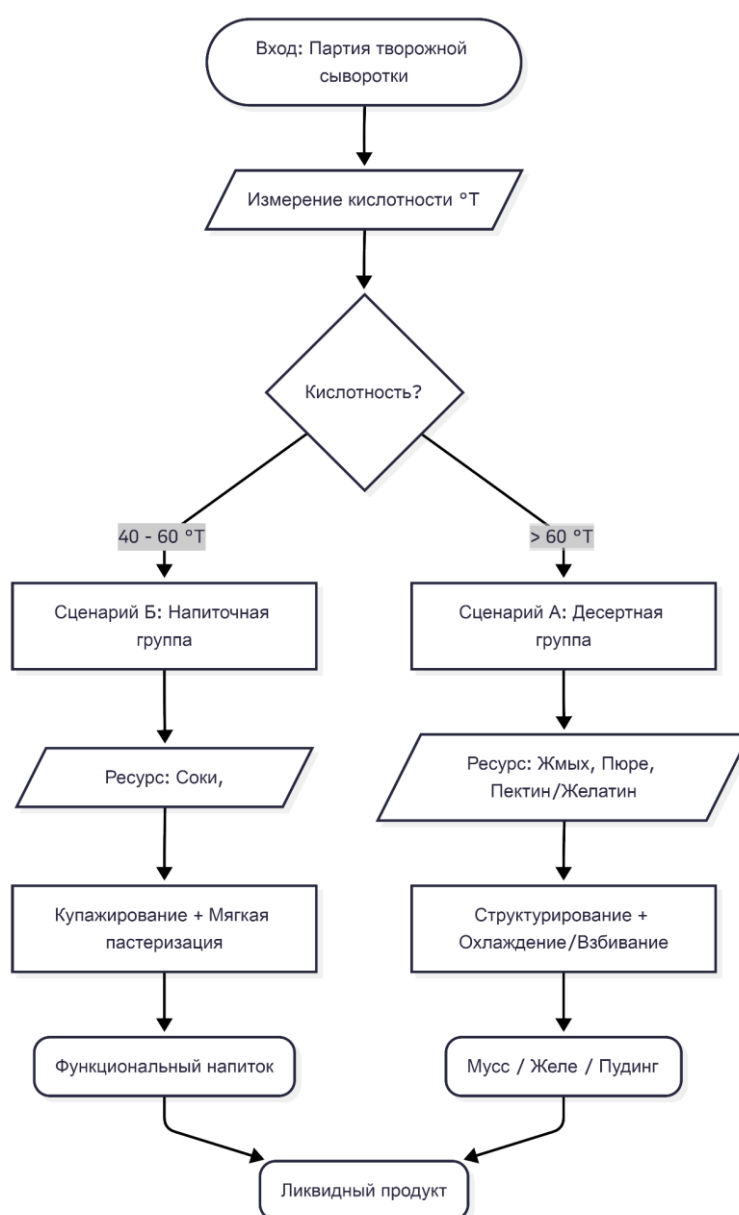 Вход: Партия творожной
сыворотки
Измерение кислотности °Т
Кислотность?
40 - 60 °Т
> 60 °Т
Сценарий Б: Напиточная
группа
Сценарий А: Десертная
группа
Ресурс: Соки,
Ресурс: Жмых, Пюре,
Пектин/Желатин
Купажирование + Мягкая
пастеризация
Структурирование +
Охлаждение/Взбивание
Функциональный напиток
Мусс / Желе / Пудинг
Ликвидный продукт